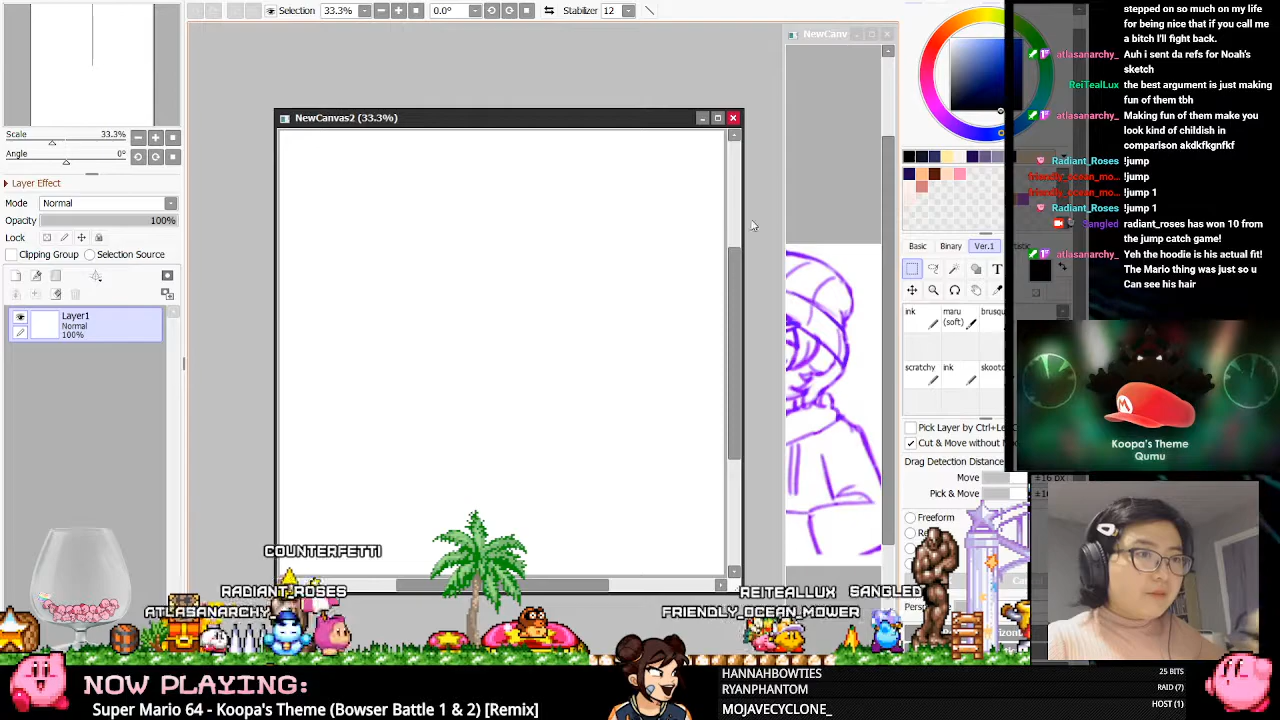 Selection
33.3%
0.0°
Stabilizer
12
NewCanv
NewCanvas2 (33.3%)
Scale
33.3%
Angle
0°
Layer Effect
Mode
Normal
Opacity
100%
Lock
Clipping Group
Selection Source
Layer1
Normal
100%
Basic
Binary
Ver.1
ink
maru
(soft)
scratchy
ink
Pick Layer by Ctrl+Le
Cut & Move without
Drag Detection Distance
Move
Pick & Move
Freeform
stepped on so much on my life
for being nice that if you call me
a bitch I'll fight back.
atlasanarchy_ Auh i sent da refs for Noah's
sketch
ReiTealLux the best argument is just making
fun of them tbh
atlasanarchy_ Making fun of them make you
look kind of childish in
comparison akdkfkgnfkf
Radiant_Roses !jump
friendly_ocean_mo... !jump
friendly_ocean_mo... !jump 1
Radiant_Roses !jump 1
Sangled radiant_roses has won 10 from
the jump catch game!
atlasanarchy_ Yeh the hoodie is his actual fit!
The Mario thing was just so u
Can see his hair
Koopa's Theme
Qumu
COUNTERFETTI
RADIANT_ROSES
ATLASANARCHY_
REITEALLUX
SANGLED
FRIENDLY_OCEAN_MOWER
NOW PLAYING:
Super Mario 64 - Koopa's Theme (Bowser Battle 1 & 2) [Remix]
HANNAHBOWTIES
25 BITS
RYANPHANTOM
RAID (7)
MOJAVECYCLONE_
HOST (1)